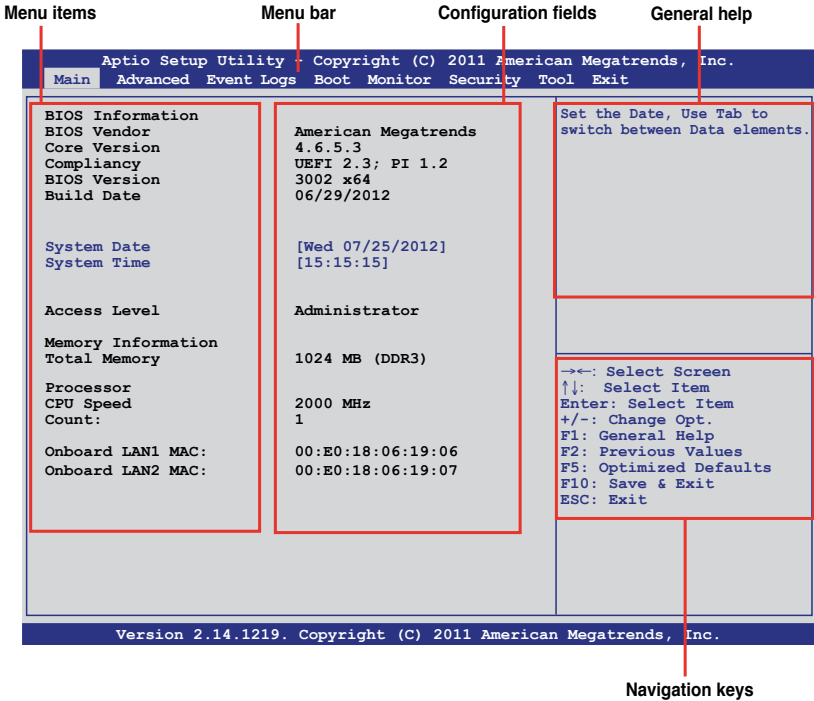 Menu items Menu bar Configuration fields General help
Aptio Setup Utility - Copyright (C) 2011 American Megatrends, Inc.
Main Advanced Event Logs Boot Monitor Security Tool Exit
BIOS Information
BIOS Vendor American Megatrends
Core Version 4.6.5.3
Compliancy UEFI 2.3; PI 1.2
BIOS Version 3002 x64
Build Date 06/29/2012
System Date [Wed 07/25/2012]
System Time [15:15:15]
Access Level Administrator
Memory Information
Total Memory 1024 MB (DDR3)
Processor
CPU Speed 2000 MHz
Count: 1
Onboard LAN1 MAC: 00:E0:18:06:19:06
Onboard LAN2 MAC: 00:E0:18:06:19:07
Set the Date, Use Tab to
switch between Data elements.
→←: Select Screen
↑↓: Select Item
Enter: Select Item
+/-: Change Opt.
F1: General Help
F2: Previous Values
F5: Optimized Defaults
F10: Save & Exit
ESC: Exit
Version 2.14.1219. Copyright (C) 2011 American Megatrends, Inc.
Navigation keys